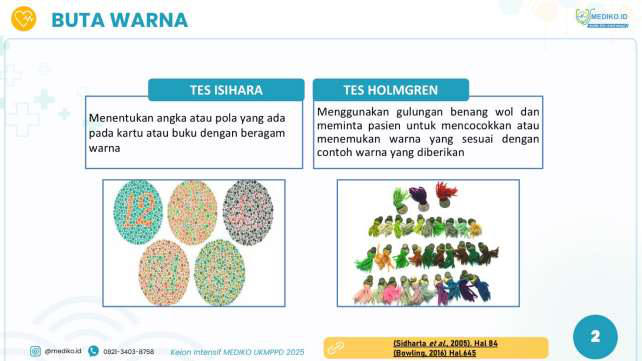 BUTA WARNA
MEDIKO.ID
TES ISIHARA
Menentukan angka atau pola yang ada
pada kartu atau buku dengan beragam
warna
TES HOLMGREN
Menggunakan gulungan benang wol dan
meminta pasien untuk mencocokkan atau
menemukan warna yang sesuai dengan
contoh warna yang diberikan
12
2
@mediko.id
0821-3403-8758
Kelon Intensif MEDIKO UKMPPD 2025
(Sidharta et al., 2005). Hal 84
(Bowling, 2016) Hal.645